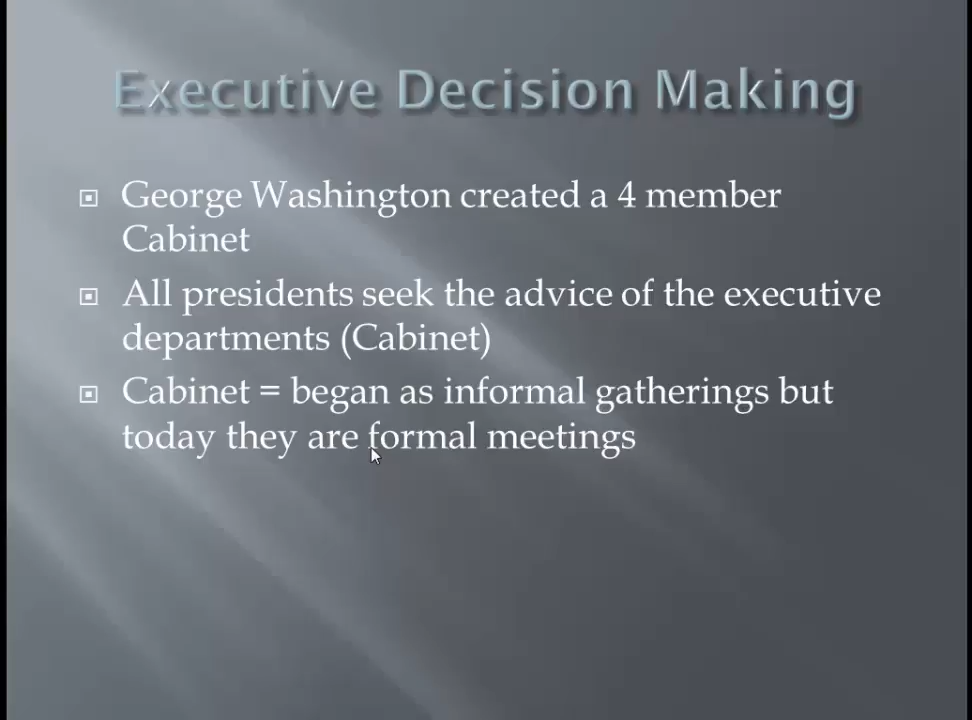 Executive Decision Making
George Washington created a 4 member
Cabinet
All presidents seek the advice of the executive
departments (Cabinet)
Cabinet = began as informal gatherings but
today they are formal meetings